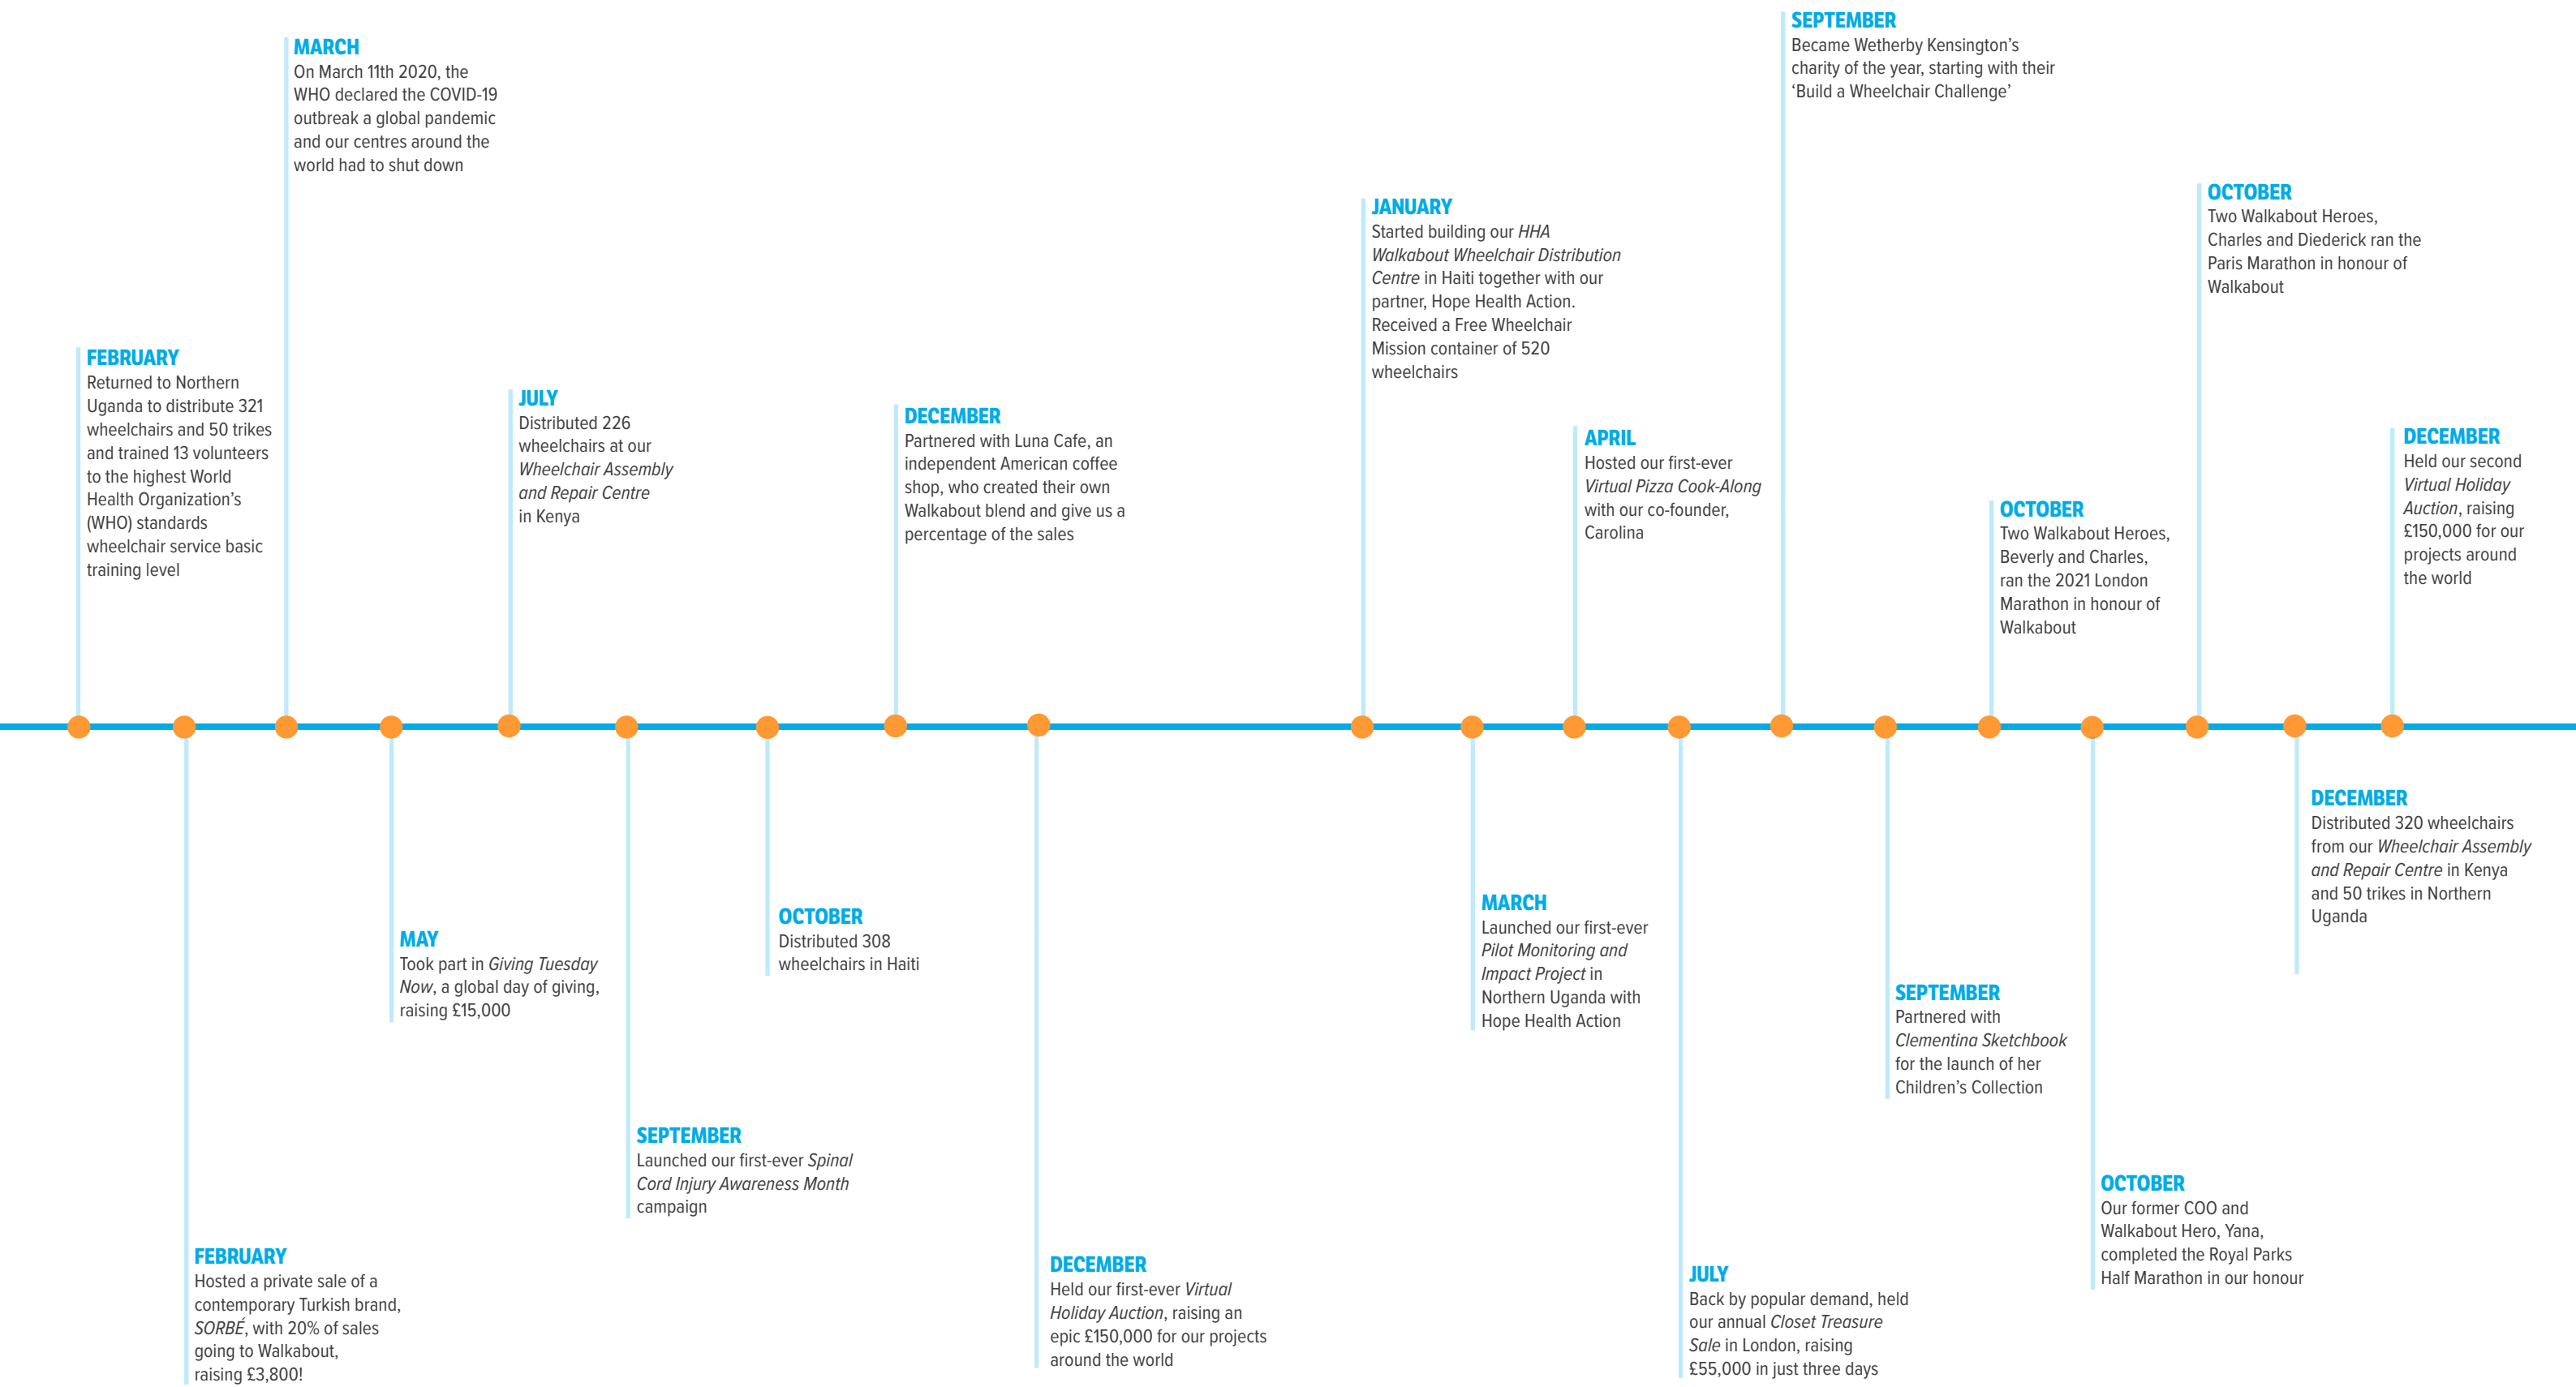 FEBRUARY
Returned to Northern
Uganda to distribute 321
wheelchairs and 50 trikes
and trained 13 volunteers
to the highest World
Health Organization’s
(WHO) standards
wheelchair service basic
training level
FEBRUARY
Hosted a private sale of a
contemporary Turkish brand,
SORBÉ, with 20% of sales
going to Walkabout,
raising £3,800!
MARCH
On March 11th 2020, the
WHO declared the COVID-19
outbreak a global pandemic
and our centres around the
world had to shut down
MAY
Took part in Giving Tuesday
Now, a global day of giving,
raising £15,000
JULY
Distributed 226
wheelchairs at our
Wheelchair Assembly
and Repair Centre
in Kenya
SEPTEMBER
Launched our first-ever Spinal
Cord Injury Awareness Month
campaign
OCTOBER
Distributed 308
wheelchairs in Haiti
DECEMBER
Partnered with Luna Cafe, an
independent American coffee
shop, who created their own
Walkabout blend and give us a
percentage of the sales
DECEMBER
Held our first-ever Virtual
Holiday Auction, raising an
epic £150,000 for our projects
around the world
JANUARY
Started building our HHA
Walkabout Wheelchair Distribution
Centre in Haiti together with our
partner, Hope Health Action.
Received a Free Wheelchair
Mission container of 520
wheelchairs
MARCH
Launched our first-ever
Pilot Monitoring and
Impact Project in
Northern Uganda with
Hope Health Action
APRIL
Hosted our first-ever
Virtual Pizza Cook-Along
with our co-founder,
Carolina
JULY
Back by popular demand, held
our annual Closet Treasure
Sale in London, raising
£55,000 in just three days
SEPTEMBER
Became Wetherby Kensington’s
charity of the year, starting with their
‘Build a Wheelchair Challenge’
SEPTEMBER
Partnered with
Clementina Sketchbook
for the launch of her
Children’s Collection
OCTOBER
Two Walkabout Heroes,
Beverly and Charles,
ran the 2021 London
Marathon in honour of
Walkabout
OCTOBER
Our former COO and
Walkabout Hero, Yana,
completed the Royal Parks
Half Marathon in our honour
OCTOBER
Two Walkabout Heroes,
Charles and Diederick ran the
Paris Marathon in honour of
Walkabout
DECEMBER
Distributed 320 wheelchairs
from our Wheelchair Assembly
and Repair Centre in Kenya
and 50 trikes in Northern
Uganda
DECEMBER
Held our second
Virtual Holiday
Auction, raising
£150,000 for our
projects around
the world